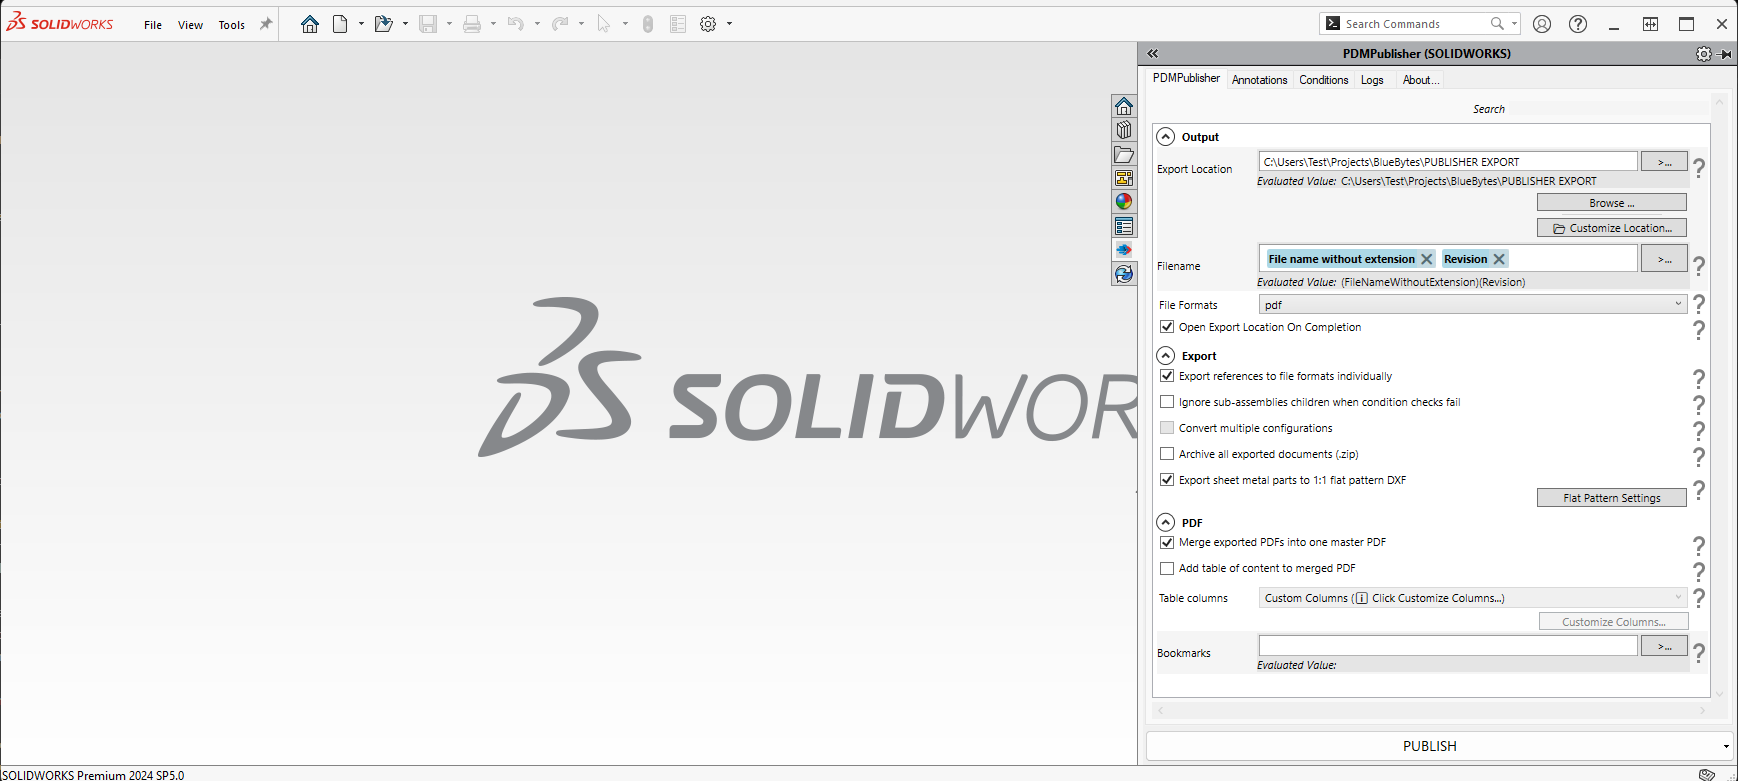 SOLIDWORKS File View Tools Search Commands
PDMPublisher (SOLIDWORKS)
PDMPublisher Annotations Conditions Logs About...
Search
Output
Export Location C:\Users\Test\Projects\BlueBytes\PUBLISHER EXPORT >...
Evaluated Value: C:\Users\Test\Projects\BlueBytes\PUBLISHER EXPORT
Browse ...
Customize Location...
Filename File name without extension Revision >...
Evaluated Value: (FileNameWithoutExtension)(Revision)
File Formats pdf
Open Export Location On Completion
Export
Export references to file formats individually
Ignore sub-assemblies children when condition checks fail
Convert multiple configurations
Archive all exported documents (.zip)
Export sheet metal parts to 1:1 flat pattern DXF
Flat Pattern Settings
PDF
Merge exported PDFs into one master PDF
Add table of content to merged PDF
Table columns Custom Columns (i Click Customize Columns...)
Customize Columns...
Bookmarks >...
Evaluated Value:
SOLIDWOR
PUBLISH
SOLIDWORKS Premium 2024 SP5.0